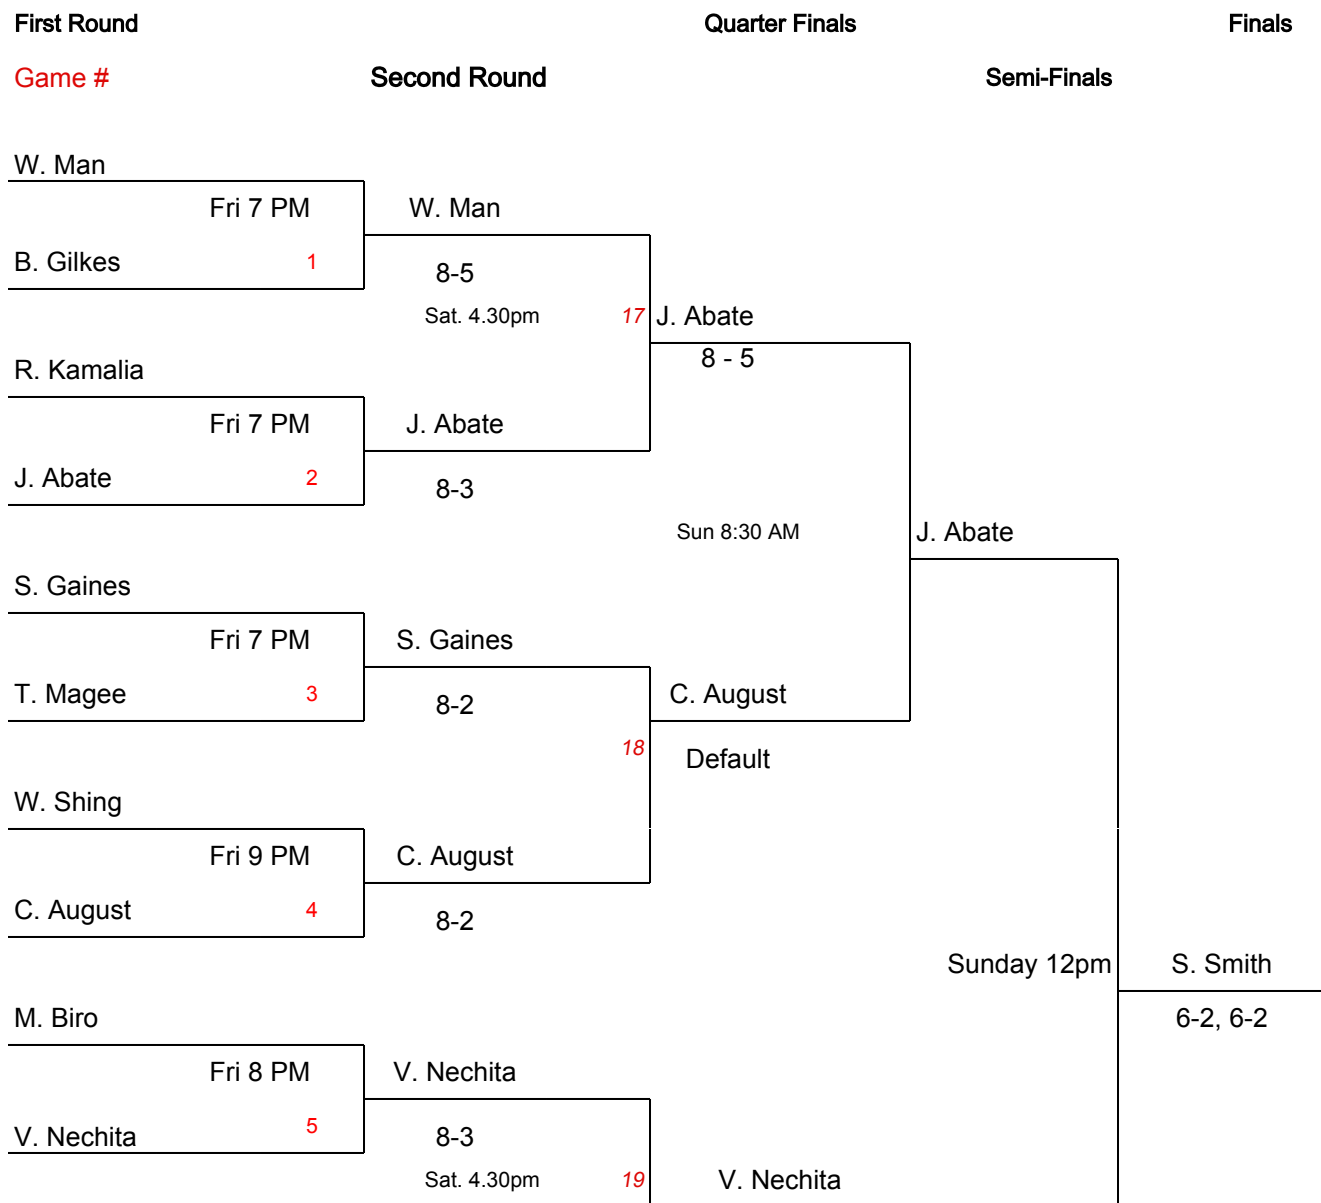 First Round Quarter Finals Finals
Game # Second Round Semi-Finals
W. Man
Fri 7 PM W. Man
B. Gilkes 1 8-5
Sat. 4.30pm 17 J. Abate
8 - 5
R. Kamalia
Fri 7 PM J. Abate
J. Abate 2 8-3
Sun 8:30 AM J. Abate
S. Gaines
Fri 7 PM S. Gaines
T. Magee 3 8-2 C. August
18 Default
W. Shing
Fri 9 PM C. August
C. August 4 8-2
Sunday 12pm S. Smith
M. Biro 6-2, 6-2
Fri 8 PM V. Nechita
V. Nechita 5 8-3
Sat. 4.30pm 19 V. Nechita